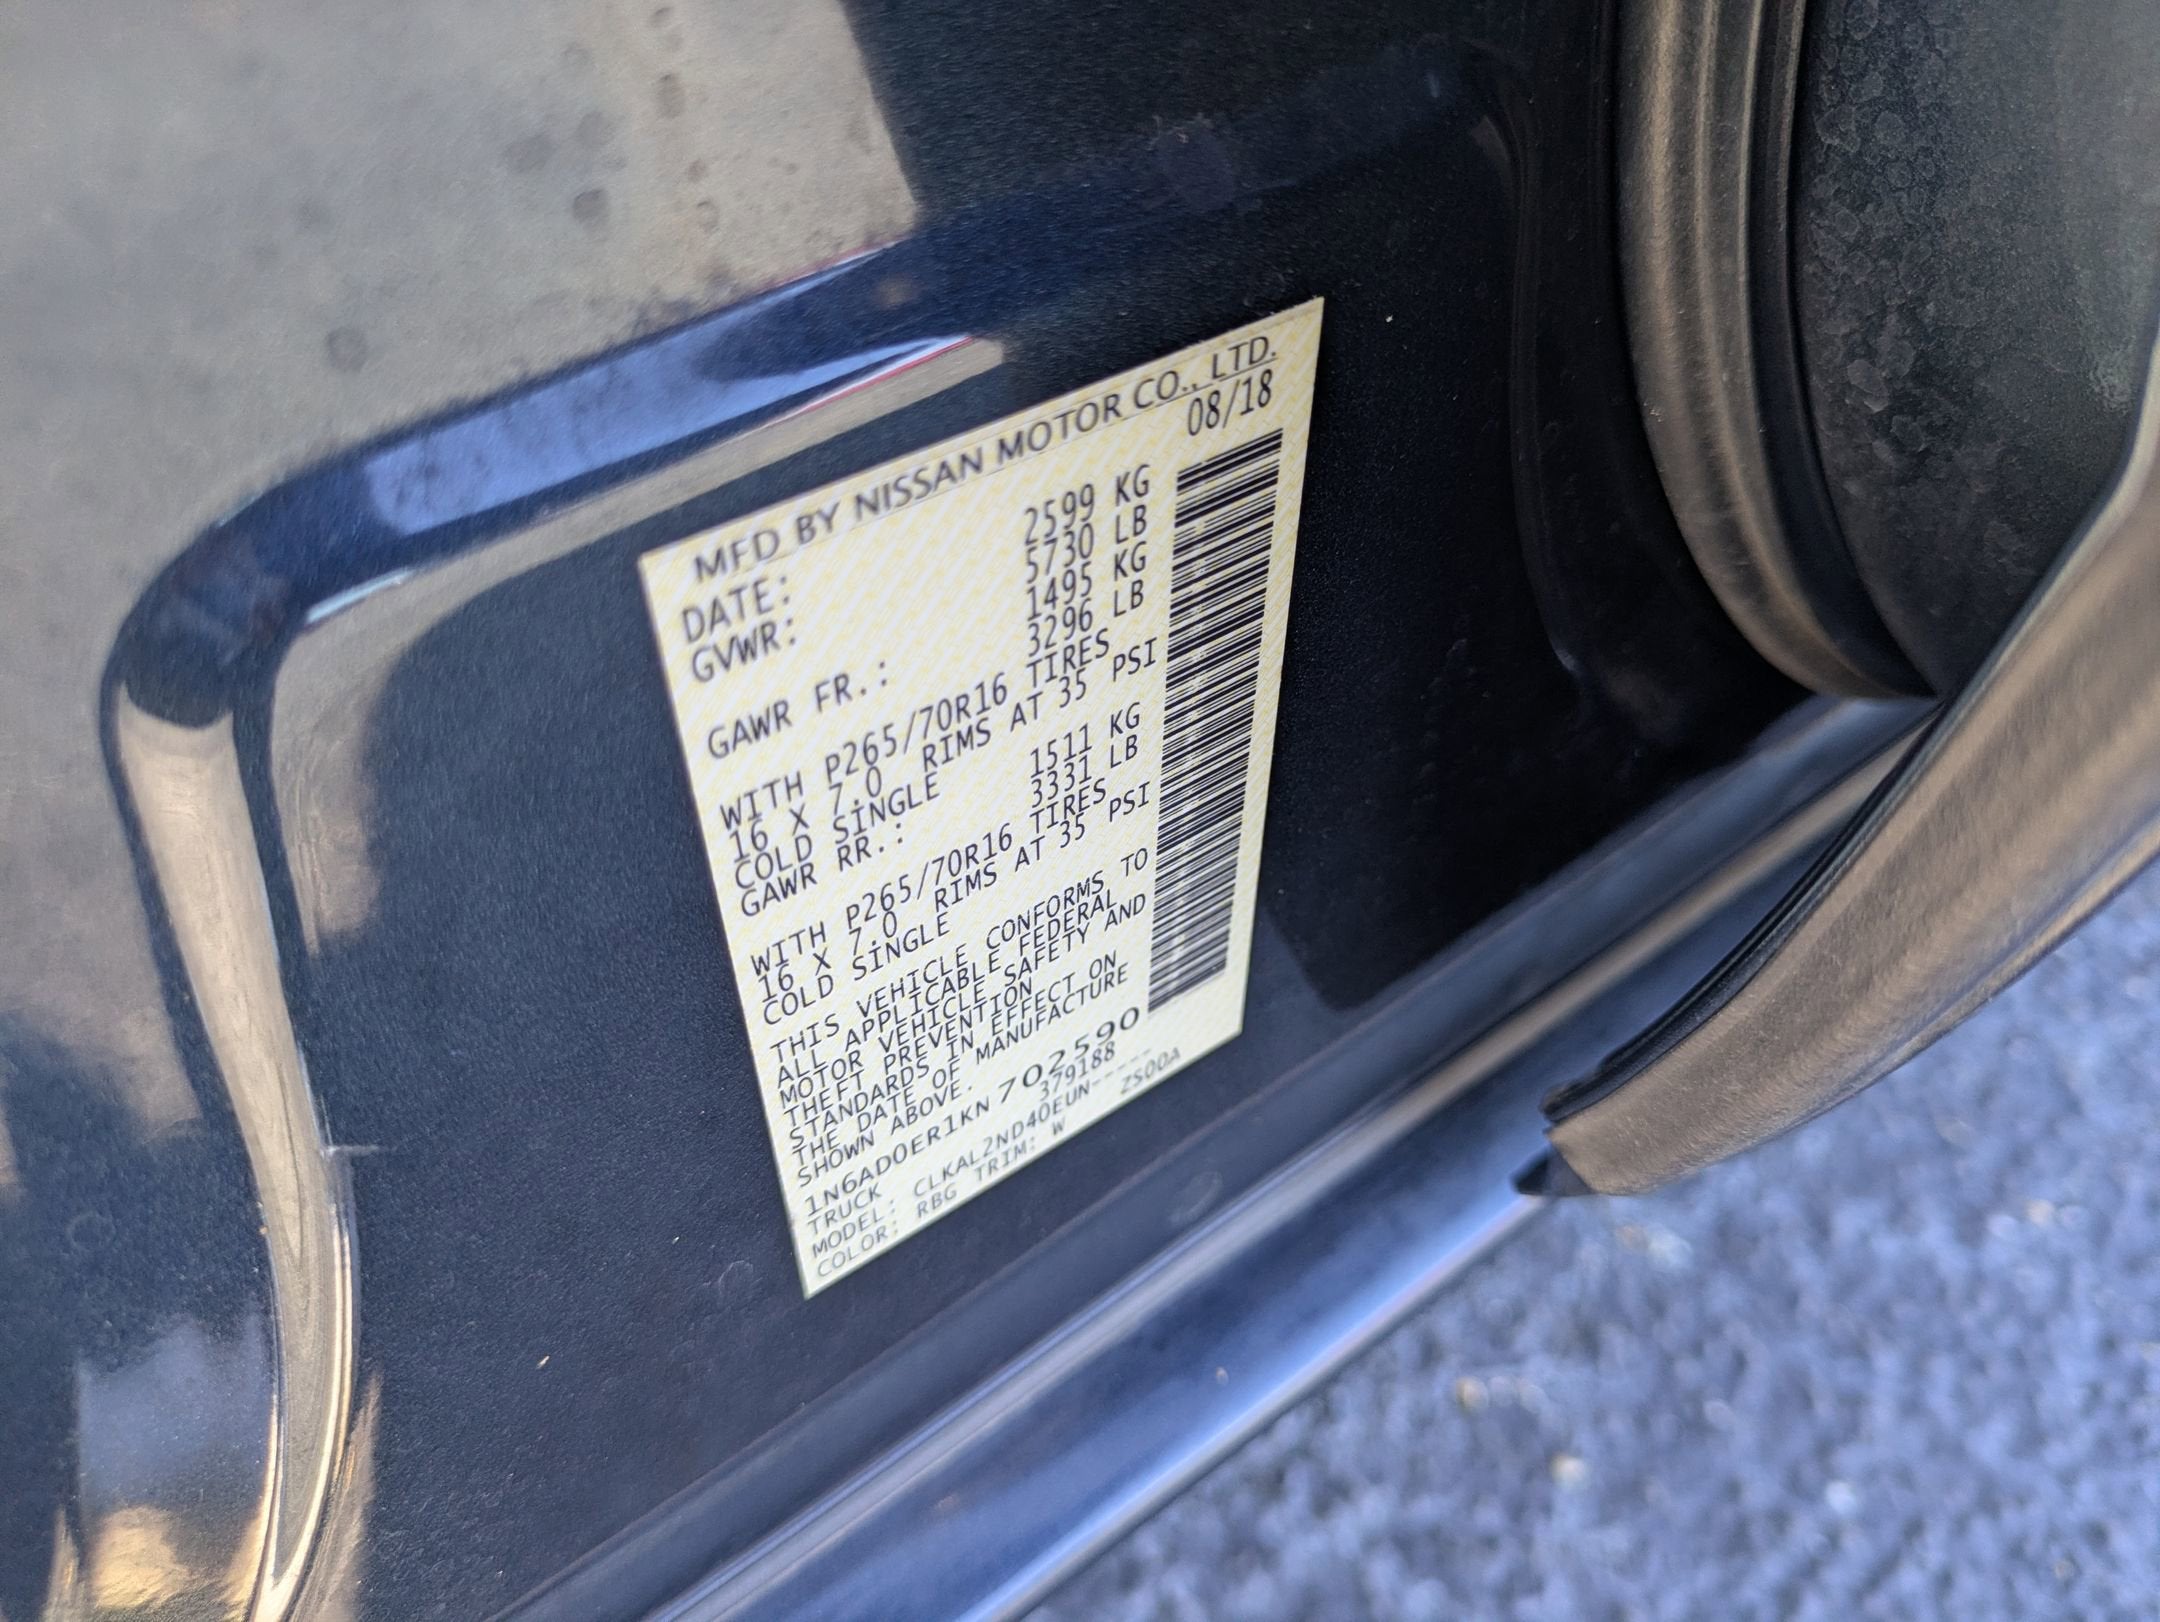 MFD BY NISSAN MOTOR CO., LTD.
DATE: 08/18
GVWR: 2599 KG
5730 LB
GAWR FR.: 1495 KG
3296 LB
WITH P265/70R16 TIRES
16 X 7.0 RIMS AT 35 PSI
COLD SINGLE
GAWR RR.: 1511 KG
3331 LB
WITH P265/70R16 TIRES
16 X 7.0 RIMS AT 35 PSI
COLD SINGLE
THIS VEHICLE CONFORMS TO
ALL APPLICABLE FEDERAL
MOTOR VEHICLE SAFETY AND
THEFT PREVENTION
STANDARDS IN EFFECT ON
THE DATE OF MANUFACTURE
SHOWN ABOVE.
1N6AD0ER1KN 702590
TRUCK 379188
MODEL: CLKAL2ND40EUN-----
COLOR: RBG TRIM: W ZS00A